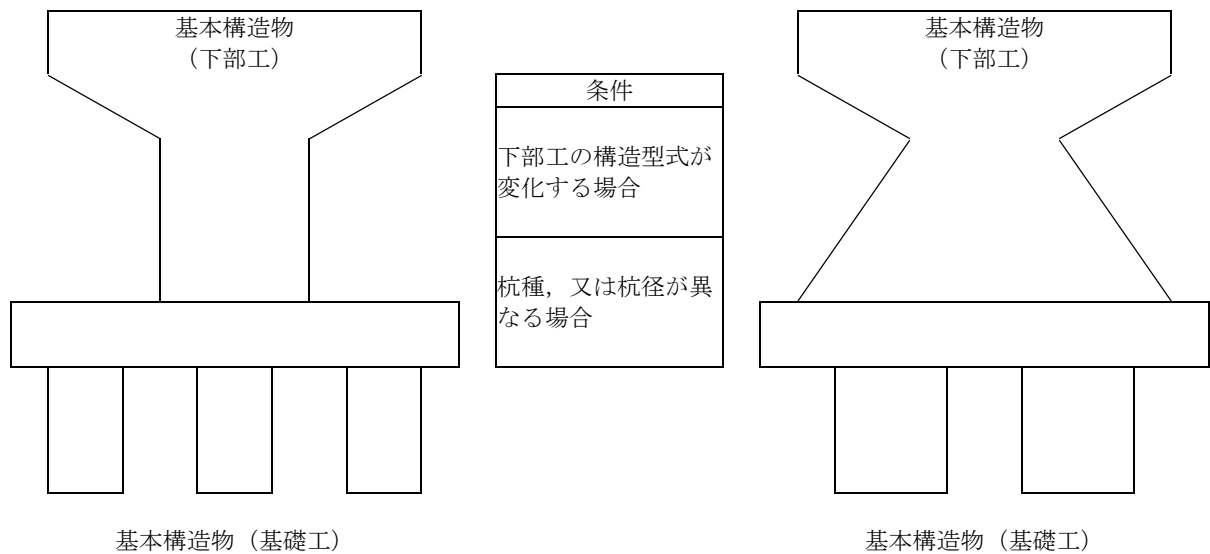 基本構造物
（下部工）
基本構造物
（下部工）
条件
下部工の構造型式が
変化する場合
杭種，又は杭径が異
なる場合
基本構造物（基礎工）
基本構造物（基礎工）